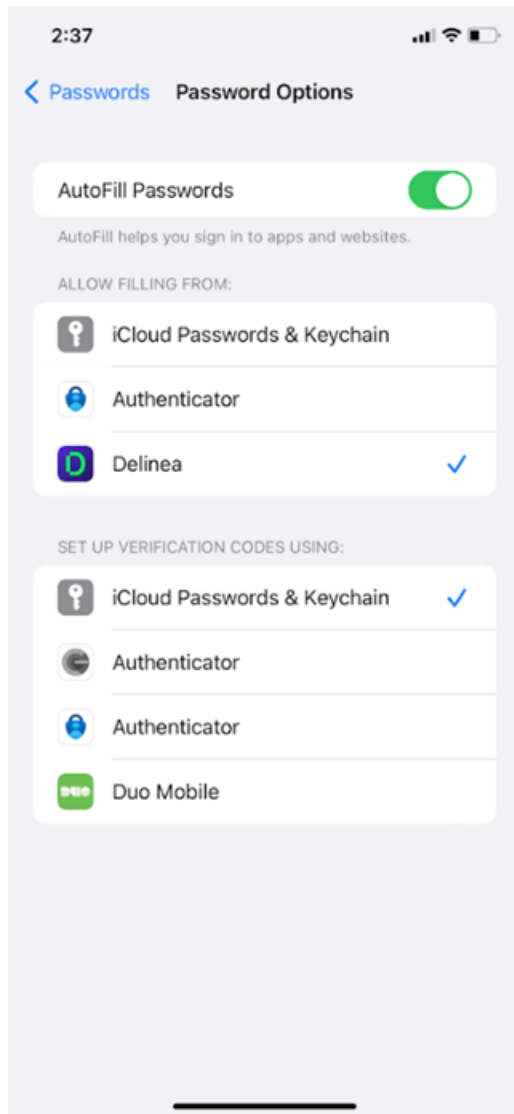 2:37
Passwords Password Options
AutoFill Passwords
AutoFill helps you sign in to apps and websites.
ALLOW FILLING FROM:
iCloud Passwords & Keychain
Authenticator
D Delinea
SET UP VERIFICATION CODES USING:
iCloud Passwords & Keychain
Authenticator
Authenticator
DUO Duo Mobile